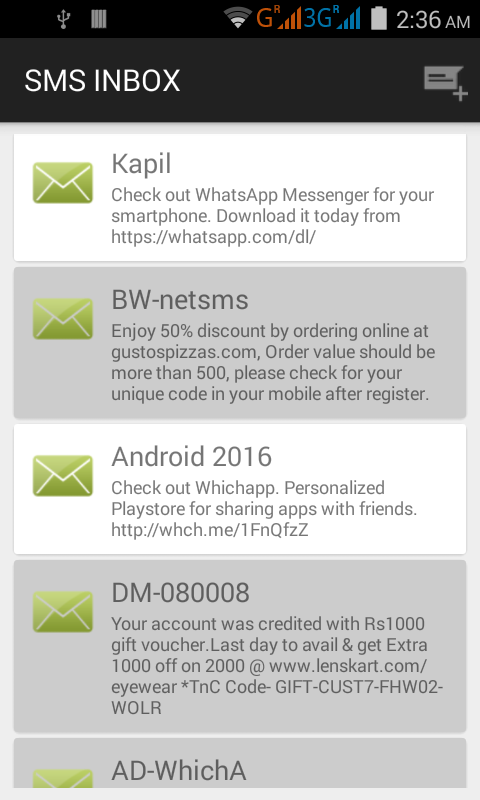 G R 3G R 2:36 AM
SMS INBOX
Kapil
Check out WhatsApp Messenger for your
smartphone. Download it today from
https://whatsapp.com/dl/
BW-netsms
Enjoy 50% discount by ordering online at
gustospizzas.com, Order value should be
more than 500, please check for your
unique code in your mobile after register.
Android 2016
Check out Whichapp. Personalized
Playstore for sharing apps with friends.
http://whch.me/1FnQfzZ
DM-080008
Your account was credited with Rs1000
gift voucher.Last day to avail & get Extra
1000 off on 2000 @ www.lenskart.com/
eyewear *TnC Code- GIFT-CUST7-FHW02-
WOLR
AD-WhichA